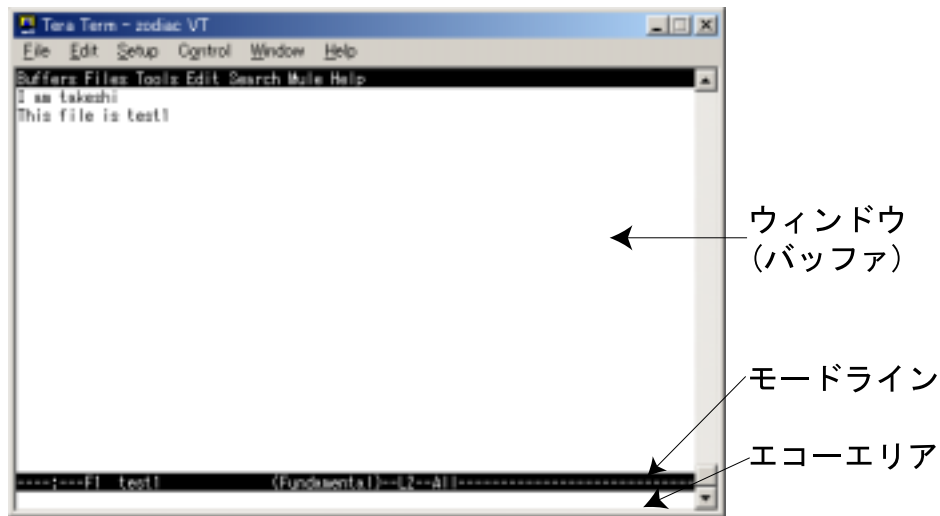 Tera Term - zodiac VT
File Edit Setup Control Window Help
Buffers Files Tools Edit Search Mule Help
I am takeshi
This file is test1
ウィンドウ
(バッファ)
モードライン
エコーエリア
----:---F1 test1 (Fundamental)--L2--All----------------------------